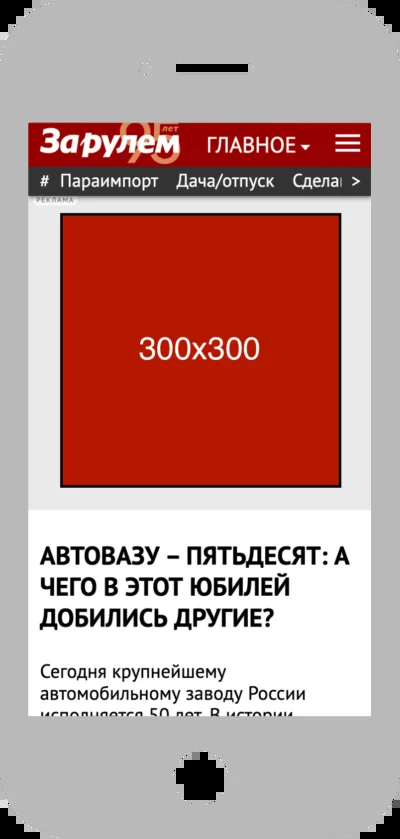 За рулем 95 лет
ГЛАВНОЕ
# Параимпорт Дача/отпуск Сдела >
РЕКЛАМА
300x300
АВТОВАЗУ – ПЯТЬДЕСЯТ: А
ЧЕГО В ЭТОТ ЮБИЛЕЙ
ДОБИЛИСЬ ДРУГИЕ?
Сегодня крупнейшему
автомобильному заводу России
исполняется 50 лет. В истории